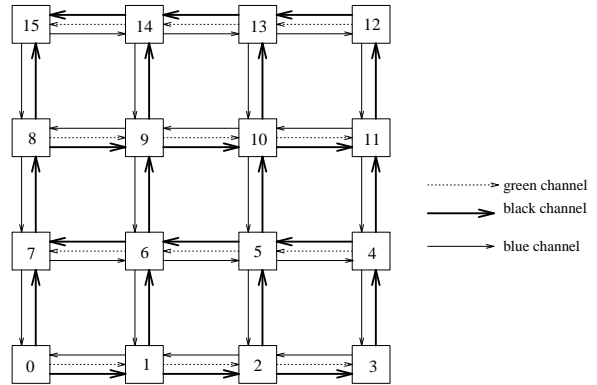 15 14 13 12
8 9 10 11
green channel
black channel
7 6 5 4
blue channel
0 1 2 3